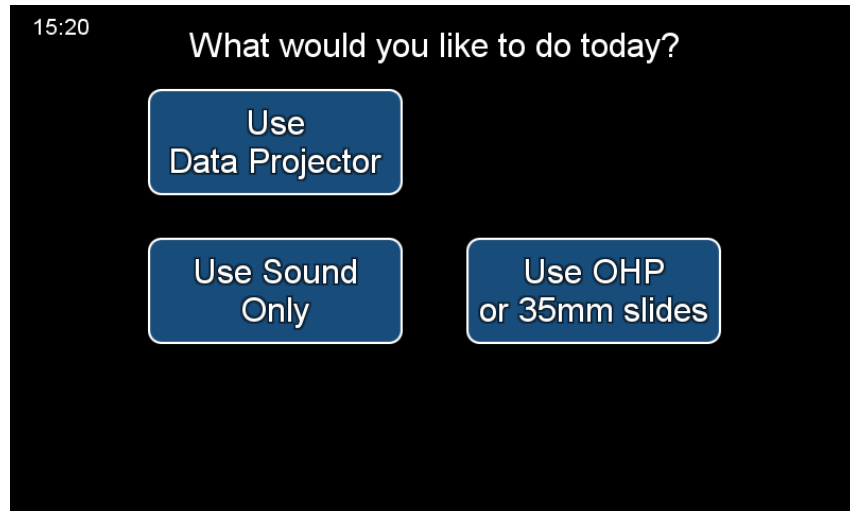 15:20
What would you like to do today?
Use
Data Projector
Use Sound
Only
Use OHP
or 35mm slides